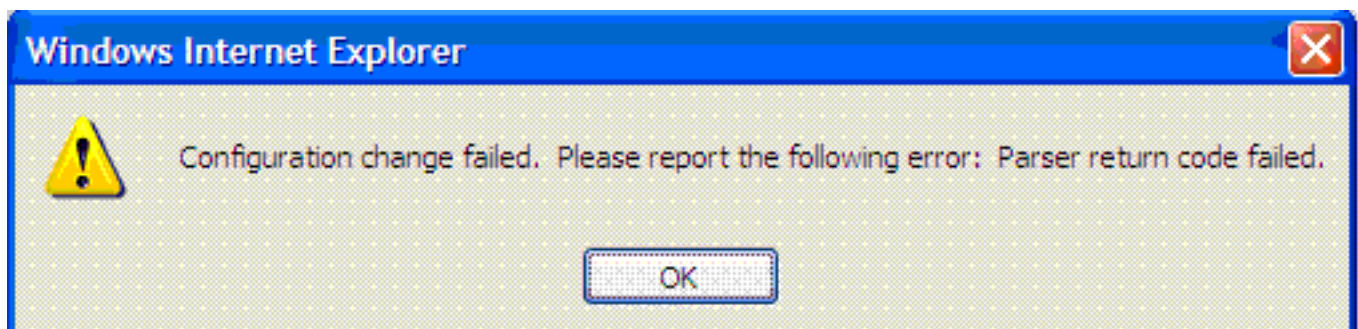 Windows Internet Explorer
Configuration change failed.  Please report the following error:  Parser return code failed.
OK